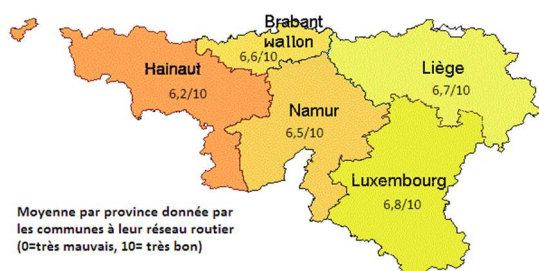 Brabant
wallon
6,6/10
Hainaut
6,2/10
Liège
6,7/10
Namur
6,5/10
Luxembourg
6,8/10
Moyenne par province donnée par
les communes à leur réseau routier
(0=très mauvais, 10= très bon)